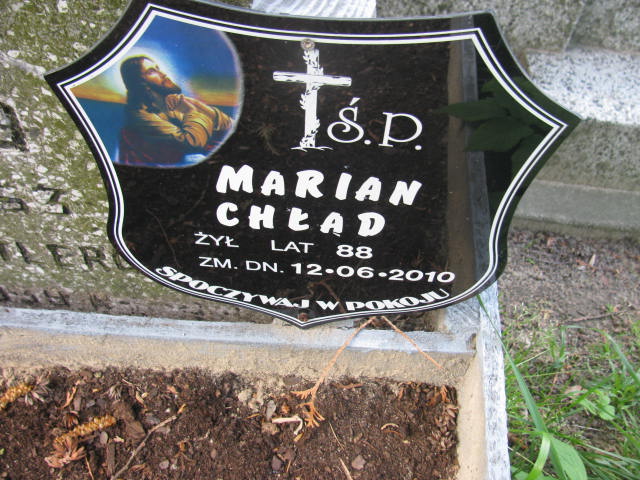 Ś.P.
MARIAN
CHŁĄD
ŻYŁ LAT 88
ZM. DN. 12•06•2010
SPOCZYWAJ W POKOJU